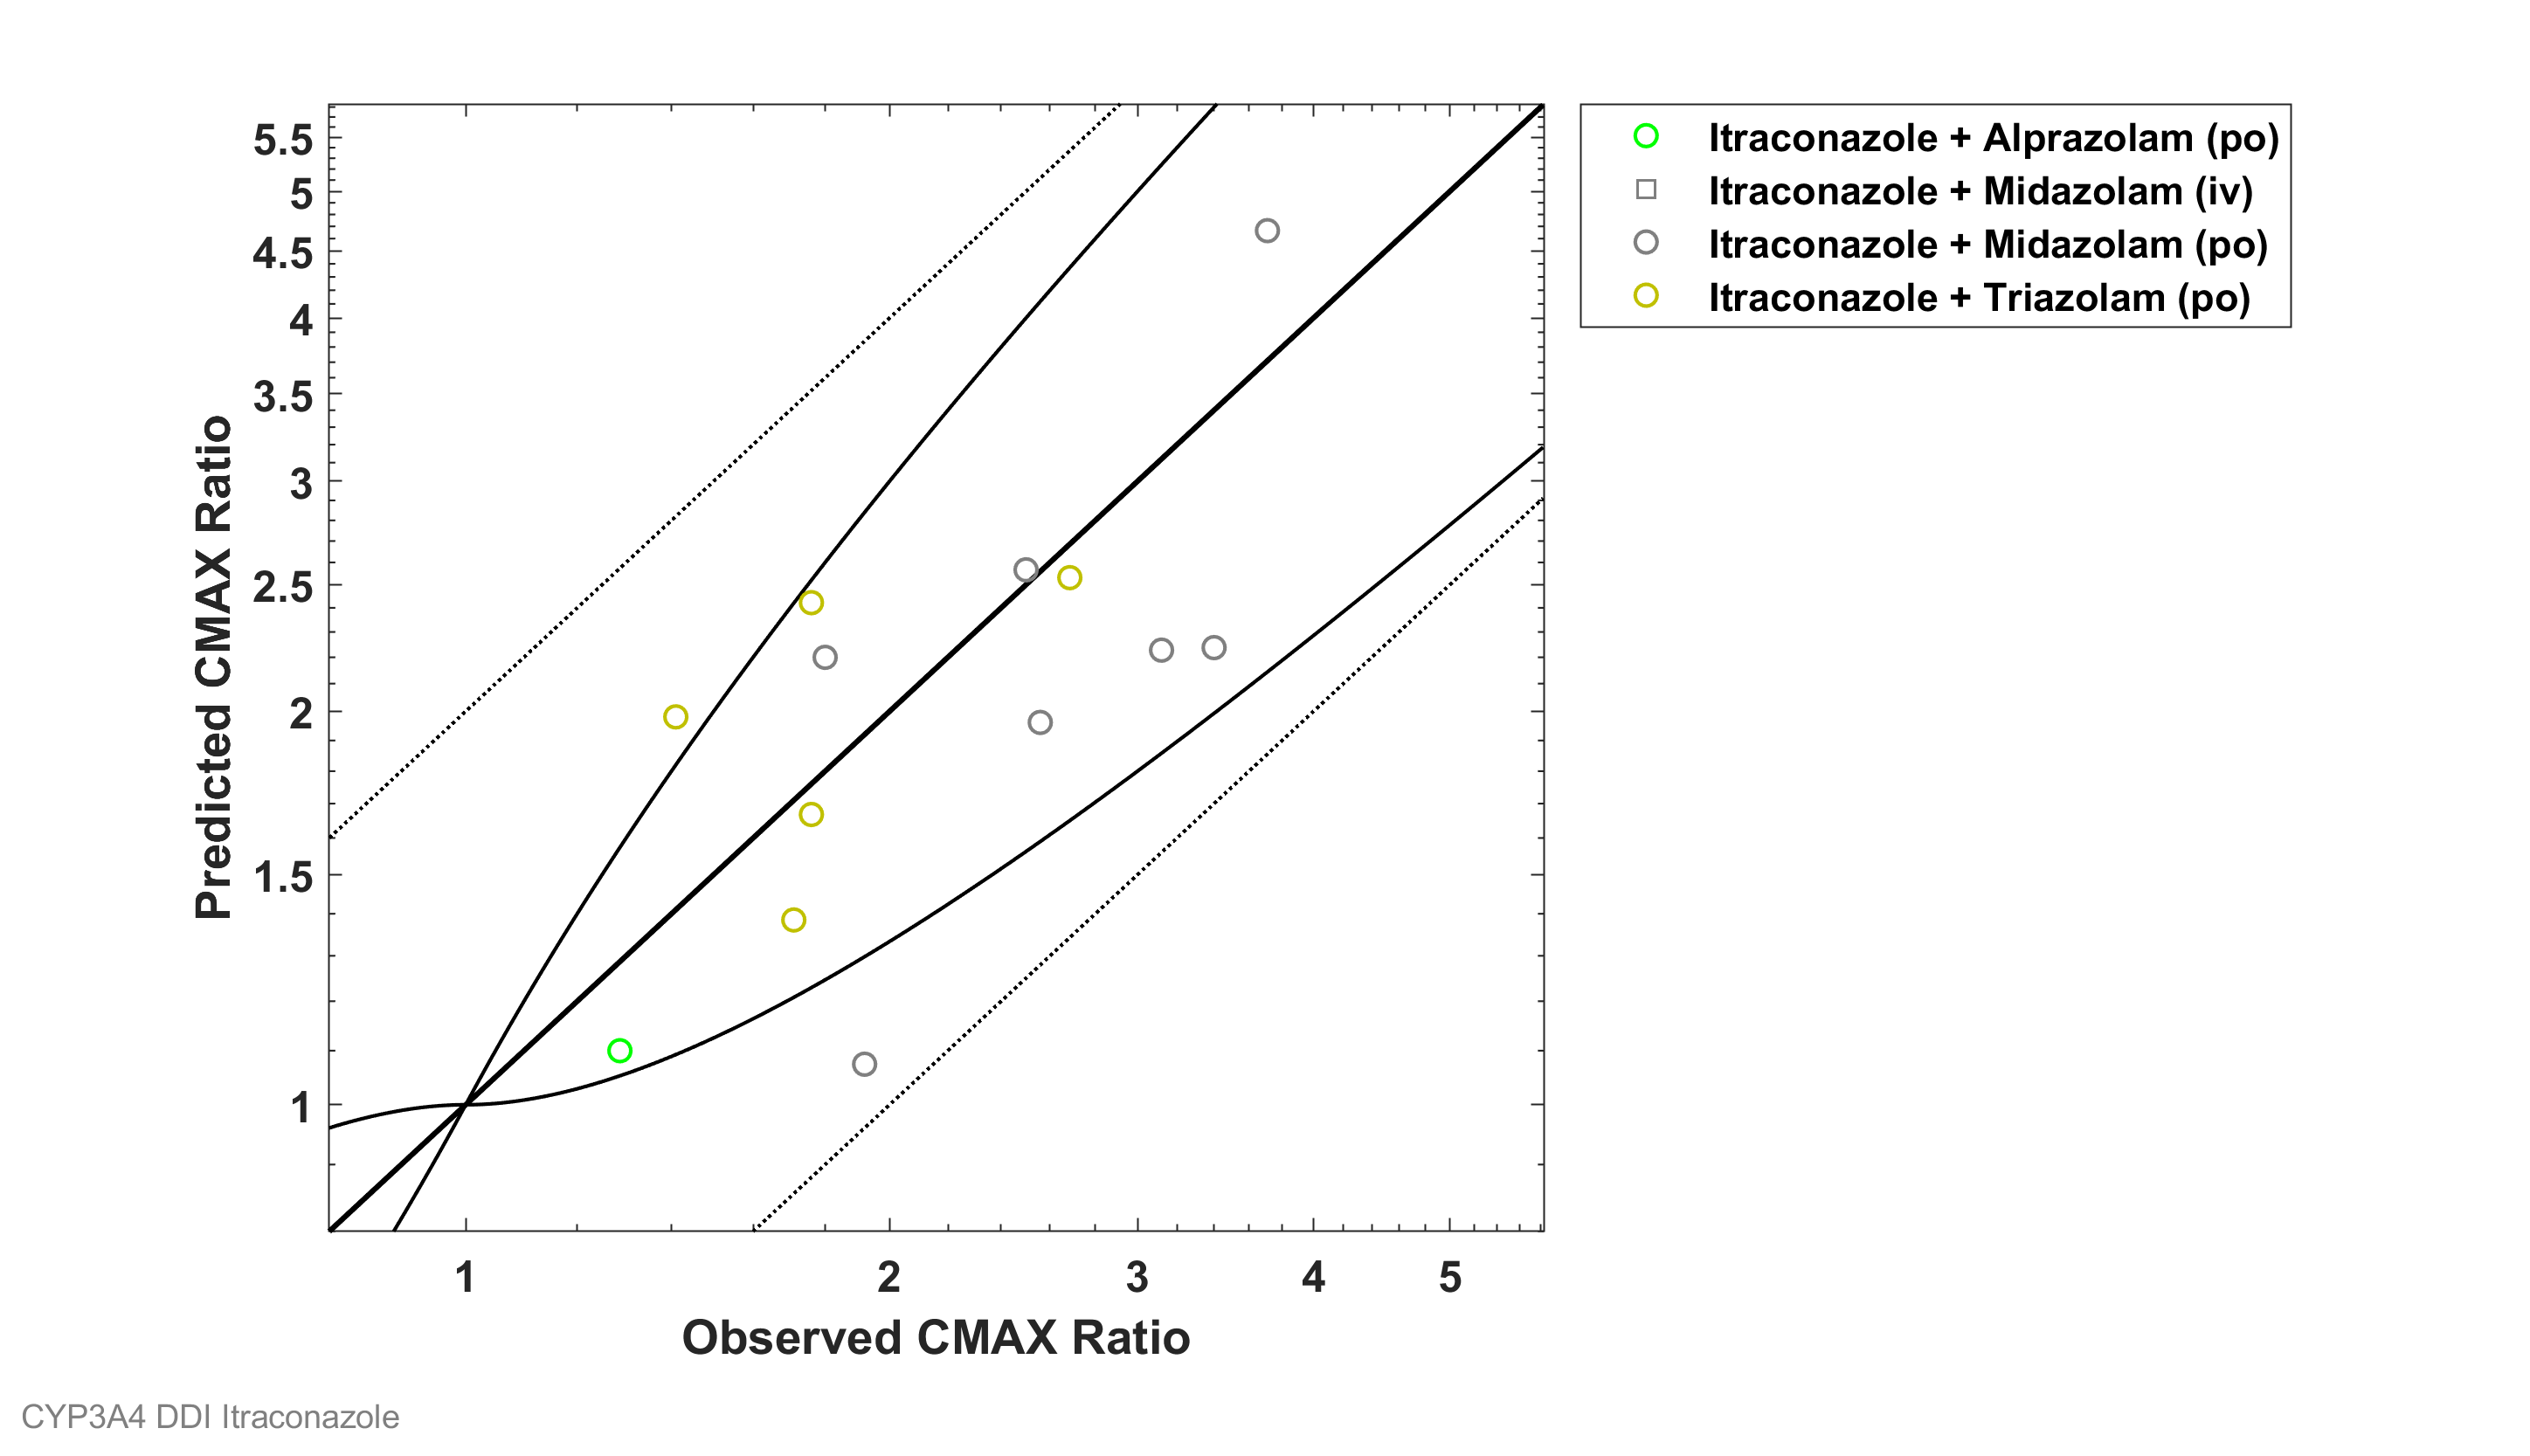 5.5
5
4.5
4
3.5
3
2.5
2
1.5
1
Predicted CMAX Ratio
1 2 3 4 5
Observed CMAX Ratio
Itraconazole + Alprazolam (po)
Itraconazole + Midazolam (iv)
Itraconazole + Midazolam (po)
Itraconazole + Triazolam (po)
CYP3A4 DDI Itraconazole